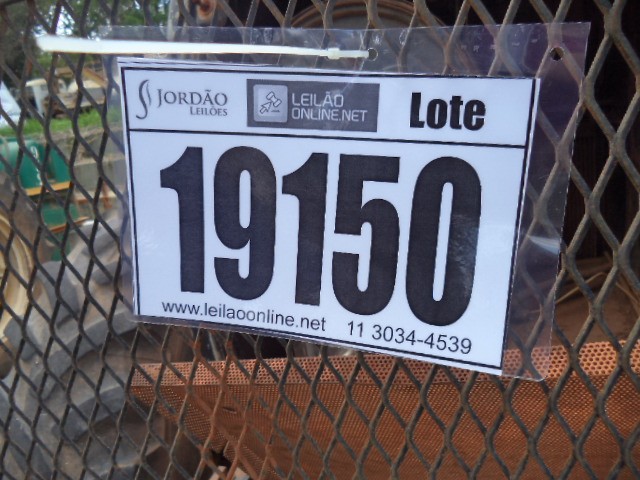 JORDÃO
LEILÕES
LEILÃO
ONLINE.NET
Lote
19150
www.leilaoonline.net 11 3034-4539